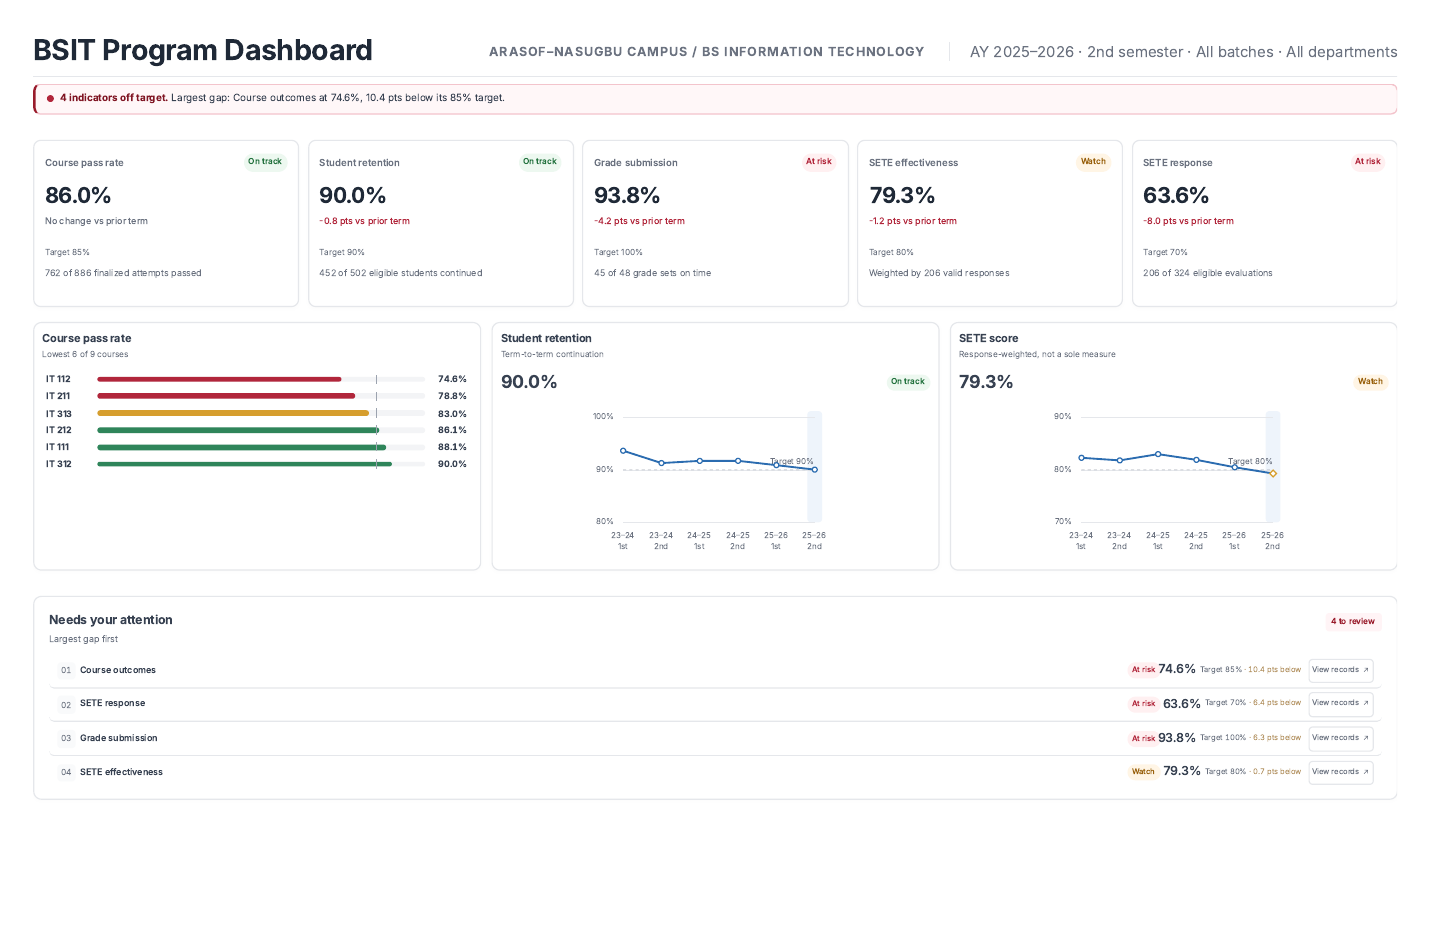 BSIT Program Dashboard
ARASOF–NASUGBU CAMPUS / BS INFORMATION TECHNOLOGY
AY 2025–2026 · 2nd semester · All batches · All departments
4 indicators off target. Largest gap: Course outcomes at 74.6%, 10.4 pts below its 85% target.
Course pass rate
On track
86.0%
No change vs prior term
Target 85%
762 of 886 finalized attempts passed
Student retention
On track
90.0%
-0.8 pts vs prior term
Target 90%
452 of 502 eligible students continued
Grade submission
At risk
93.8%
-4.2 pts vs prior term
Target 100%
45 of 48 grade sets on time
SETE effectiveness
Watch
79.3%
-1.2 pts vs prior term
Target 80%
Weighted by 206 valid responses
SETE response
At risk
63.6%
-8.0 pts vs prior term
Target 70%
206 of 324 eligible evaluations
Course pass rate
Lowest 6 of 9 courses
IT 112 74.6%
IT 211 78.8%
IT 313 83.0%
IT 212 86.1%
IT 111 88.1%
IT 312 90.0%
Student retention
Term-to-term continuation
90.0%
On track
100%
Target 90%
90%
80%
23–24 23–24 24–25 24–25 25–26 25–26
1st 2nd 1st 2nd 1st 2nd
SETE score
Response-weighted, not a sole measure
79.3%
Watch
90%
Target 80%
80%
70%
23–24 23–24 24–25 24–25 25–26 25–26
1st 2nd 1st 2nd 1st 2nd
Needs your attention
4 to review
Largest gap first
01 Course outcomes At risk 74.6% Target 85% · 10.4 pts below View records ↗
02 SETE response At risk 63.6% Target 70% · 6.4 pts below View records ↗
03 Grade submission At risk 93.8% Target 100% · 6.3 pts below View records ↗
04 SETE effectiveness Watch 79.3% Target 80% · 0.7 pts below View records ↗